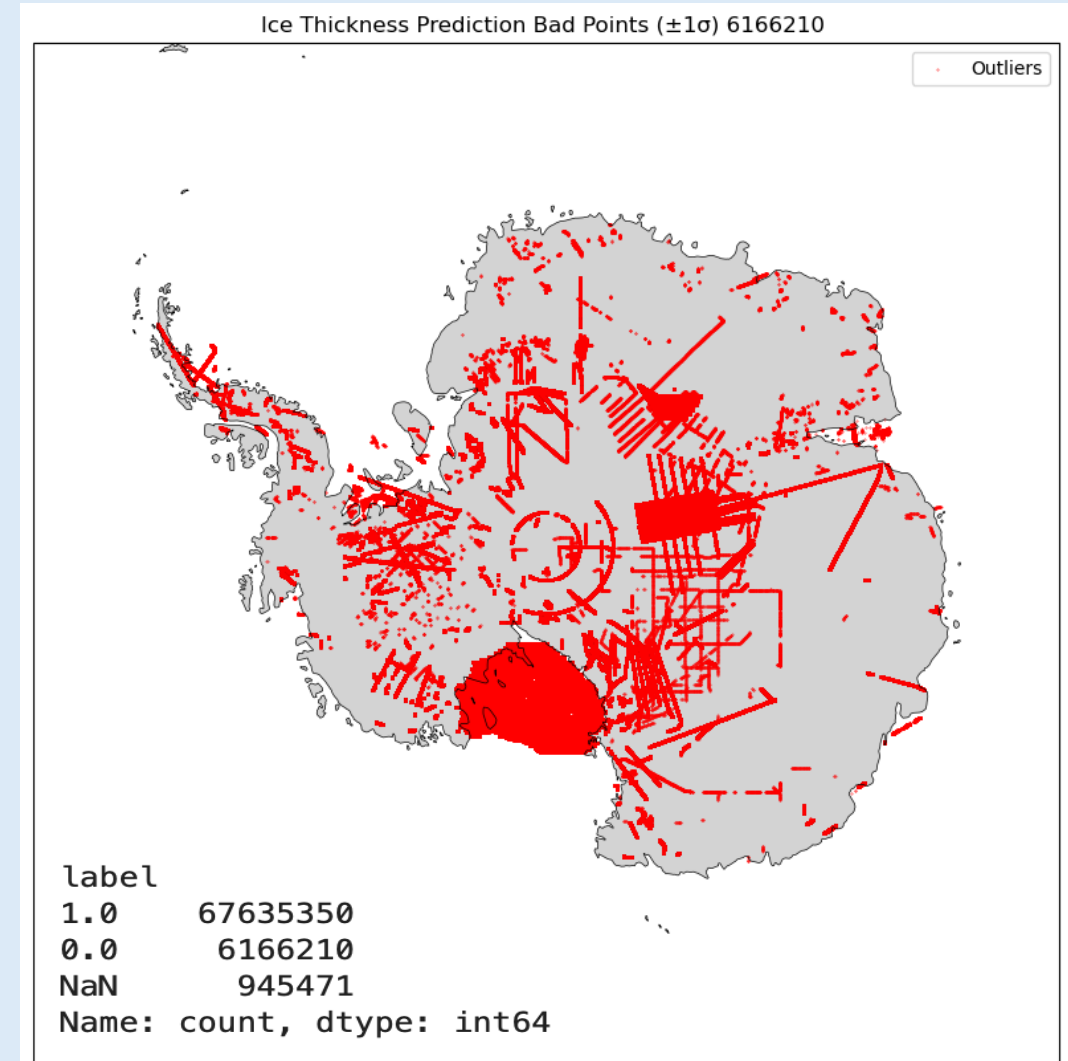 Ice Thickness Prediction Bad Points (±1σ) 6166210
Outliers
label
1.0 67635350
0.0 6166210
NaN 945471
Name: count, dtype: int64